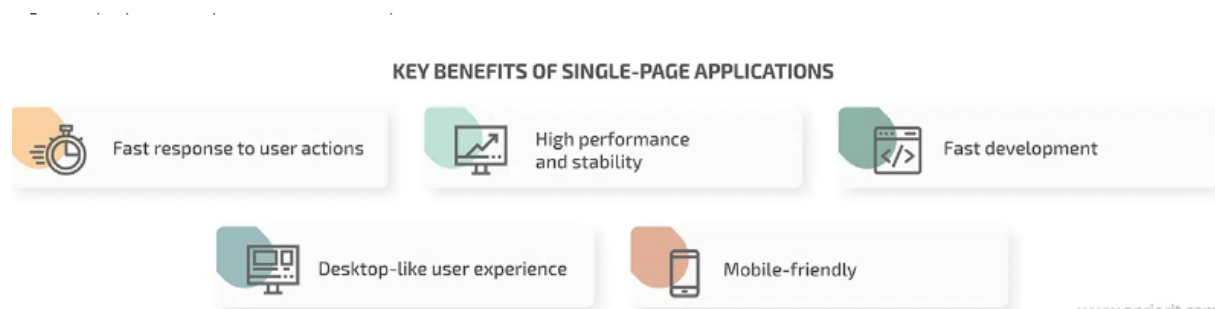 KEY BENEFITS OF SINGLE-PAGE APPLICATIONS
Fast response to user actions
High performance
and stability
</>
Fast development
Desktop-like user experience
Mobile-friendly